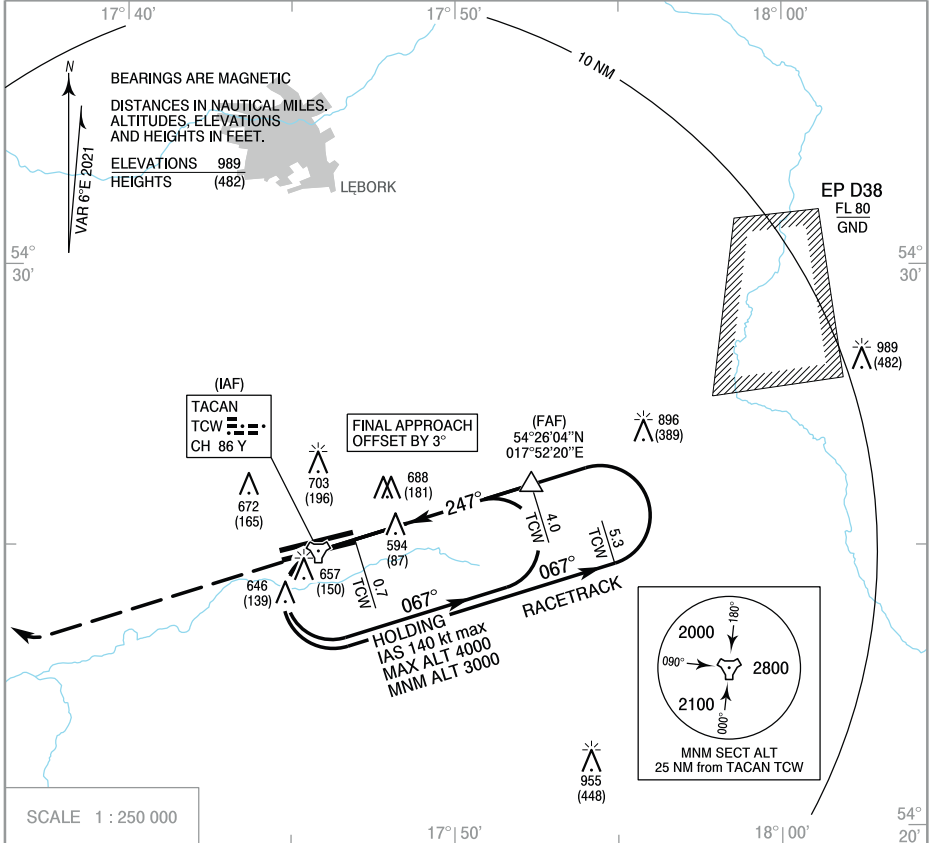 17° 40'
17° 50'
18° 00'
10 NM
N
VAR 6°E 2021
BEARINGS ARE MAGNETIC
DISTANCES IN NAUTICAL MILES.
ALTITUDES, ELEVATIONS
AND HEIGHTS IN FEET.
ELEVATIONS 989
HEIGHTS (482)
LĘBORK
EP D38
FL 80
GND
54°
30'
54°
30'
989
(482)
(IAF)
TACAN
TCW
CH 86 Y
FINAL APPROACH
OFFSET BY 3°
(FAF)
54°26'04"N
017°52'20"E
896
(389)
703
(196)
688
(181)
672
(165)
247°
594
(87)
4.0
TCW
5.3
TCW
657
(150)
646
(139)
0.7
TCW
067°
067°
RACETRACK
HOLDING
IAS 140 kt max
MAX ALT 4000
MNM ALT 3000
180°
2000
090°
2800
2100
000°
MNM SECT ALT
25 NM from TACAN TCW
955
(448)
SCALE 1 : 250 000
17° 50'
18° 00'
54°
20'